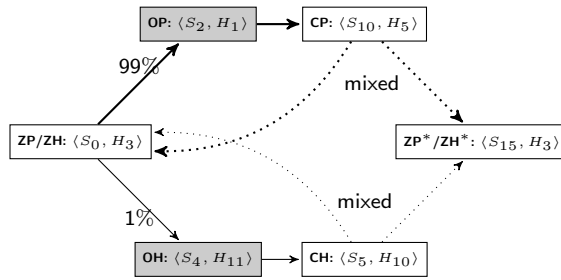 OP: ⟨S₂, H₁⟩
CP: ⟨S₁₀, H₅⟩
99%
mixed
ZP/ZH: ⟨S₀, H₃⟩
ZP*/ZH*: ⟨S₁₅, H₃⟩
mixed
1%
OH: ⟨S₄, H₁₁⟩
CH: ⟨S₅, H₁₀⟩